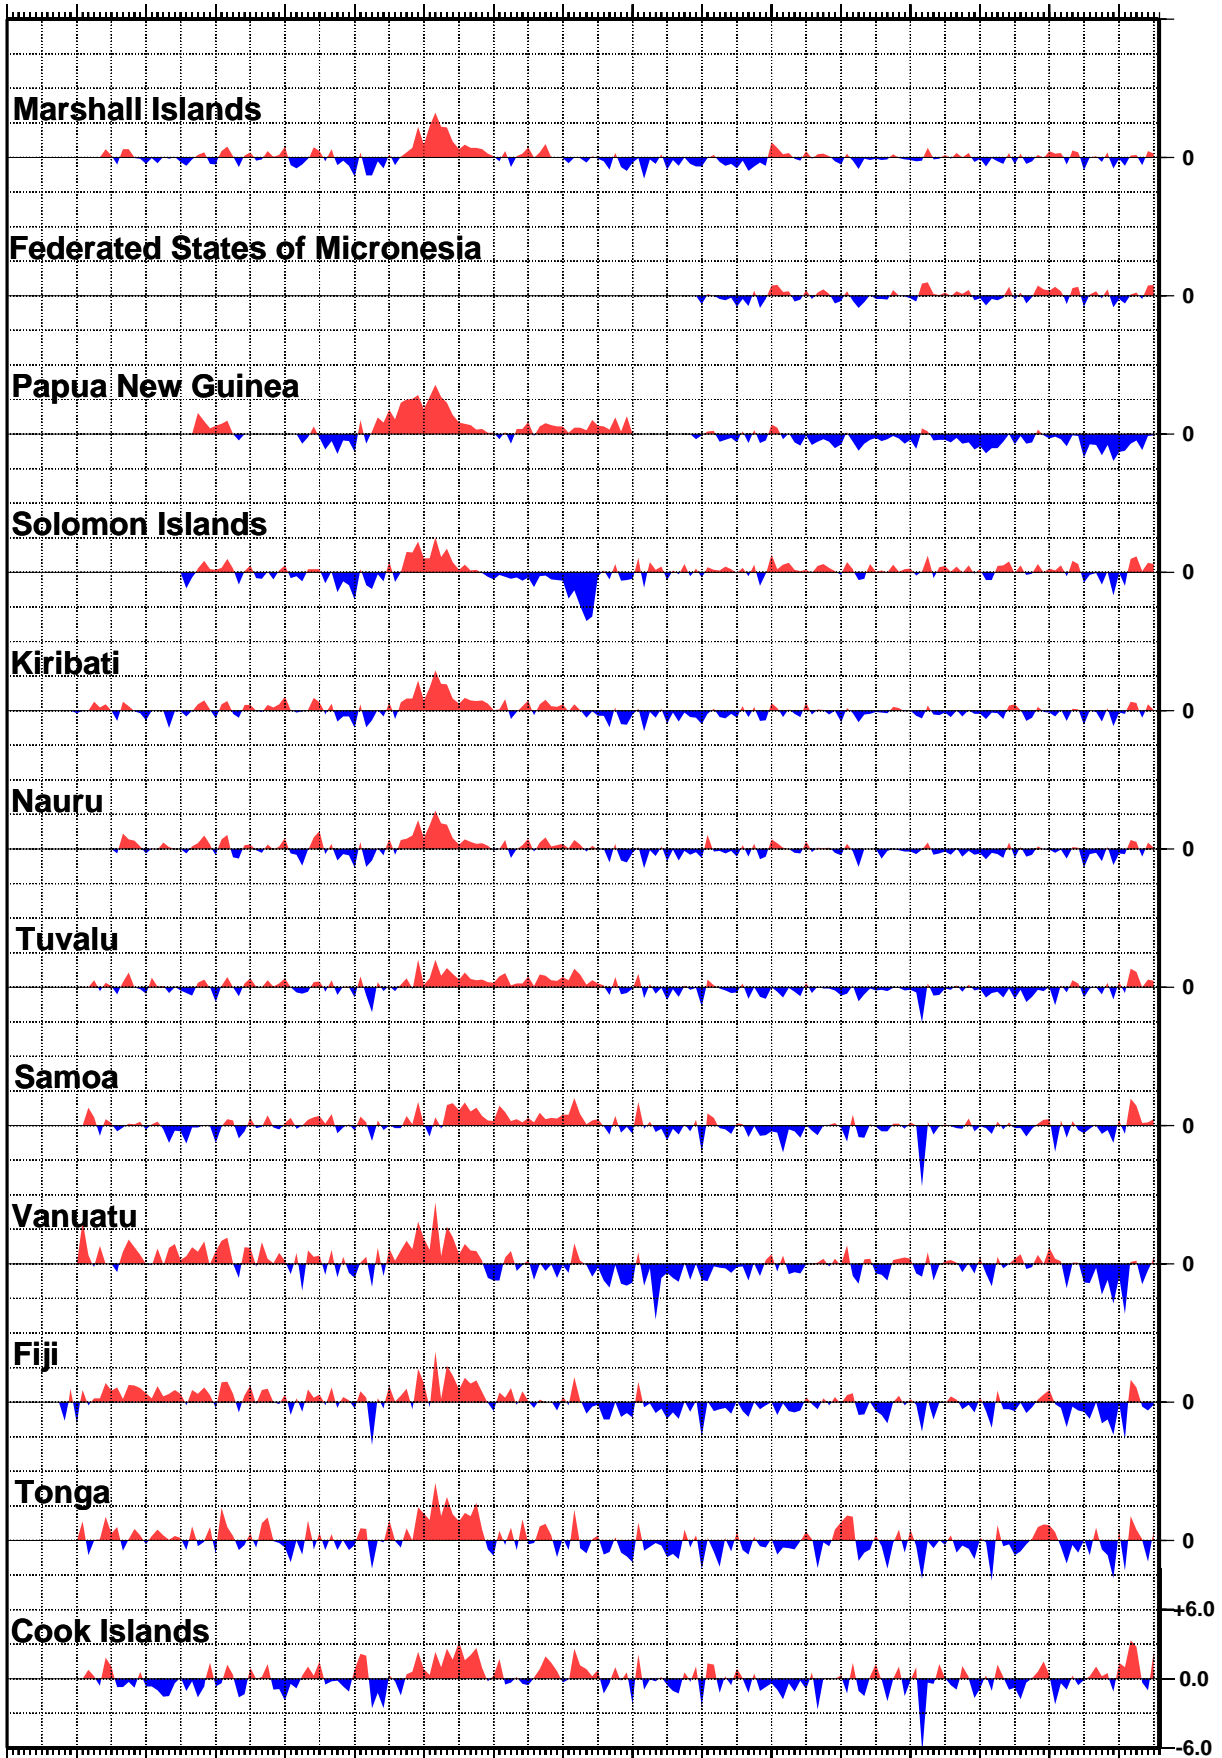 Marshall Islands
0
Federated States of Micronesia
0
Papua New Guinea
0
Solomon Islands
0
Kiribati
0
Nauru
0
Tuvalu
0
Samoa
0
Vanuatu
0
Fiji
0
Tonga
0
+6.0
Cook Islands
0.0
-6.0